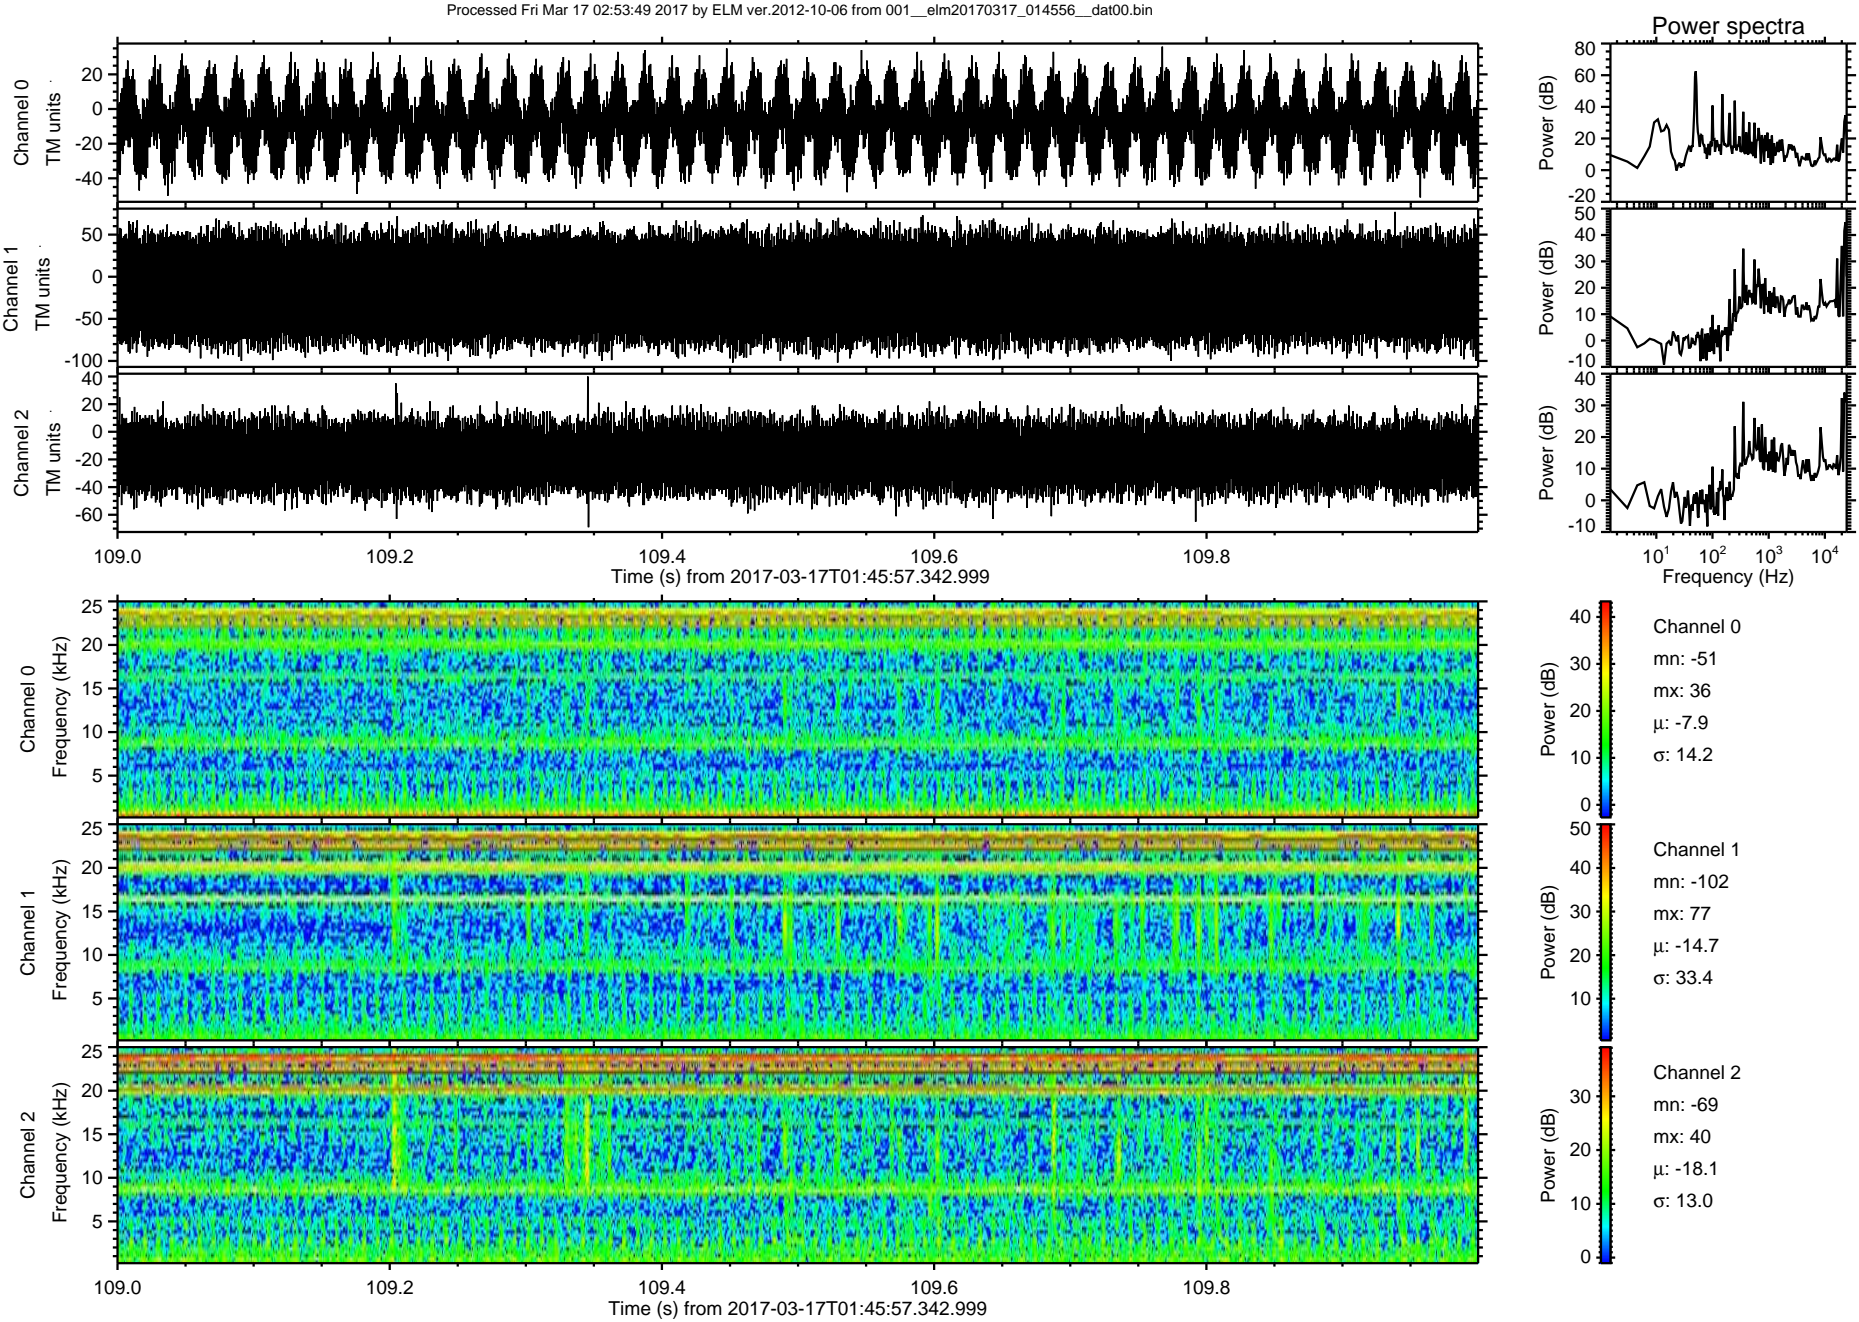 Processed Fri Mar 17 02:53:49 2017 by ELM ver.2012-10-06 from 001__elm20170317_014556__dat00.bin
Power spectra
Channel 0
TM units
20
0
-20
-40
Power (dB)
80
60
40
20
0
-20
Channel 1
TM units
50
0
-50
-100
Power (dB)
50
40
30
20
10
0
-10
Channel 2
TM units
40
20
0
-20
-40
-60
Power (dB)
40
30
20
10
0
-10
109.0 109.2 109.4 109.6 109.8
Time (s) from 2017-03-17T01:45:57.342.999
10¹ 10² 10³ 10⁴
Frequency (Hz)
Channel 0
Frequency (kHz)
25
20
15
10
5
Power (dB)
40
30
20
10
0
Channel 0
mn: -51
mx: 36
μ: -7.9
σ: 14.2
Channel 1
Frequency (kHz)
25
20
15
10
5
Power (dB)
50
40
30
20
10
Channel 1
mn: -102
mx: 77
μ: -14.7
σ: 33.4
Channel 2
Frequency (kHz)
25
20
15
10
5
Power (dB)
30
20
10
0
Channel 2
mn: -69
mx: 40
μ: -18.1
σ: 13.0
109.0 109.2 109.4 109.6 109.8
Time (s) from 2017-03-17T01:45:57.342.999